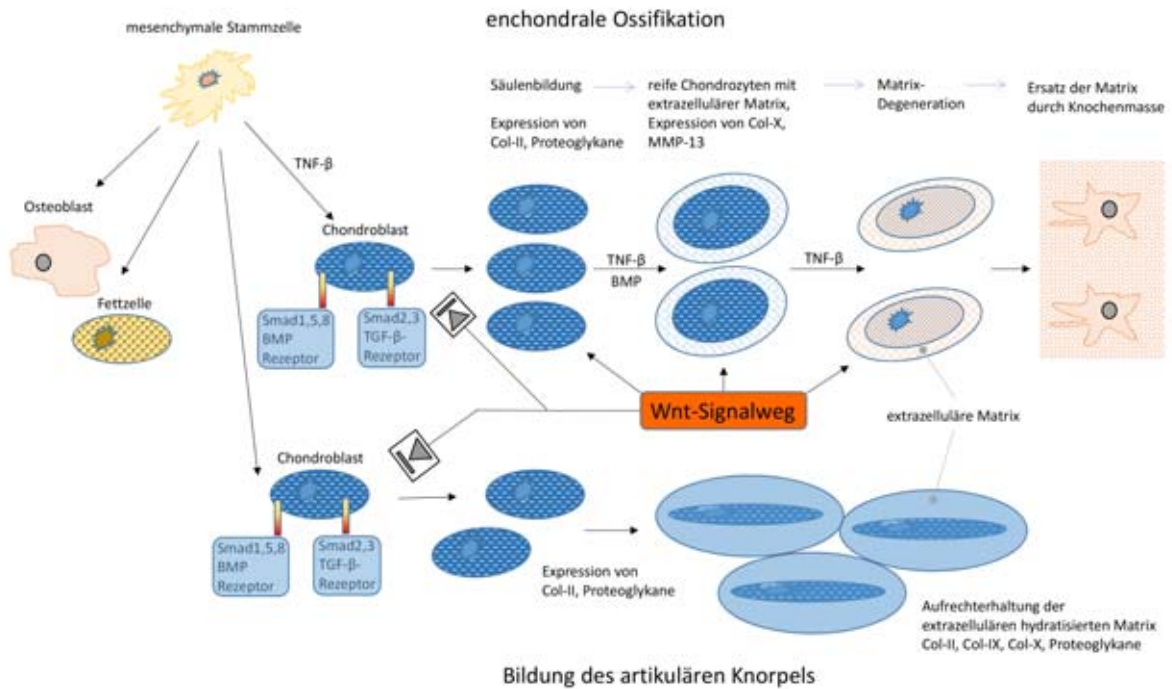 enchondrale Ossifikation
mesenchymale Stammzelle
Säulenbildung
reife Chondrozyten mit
extrazellulärer Matrix,
Expression von Col-X,
MMP-13
Matrix-
Degeneration
Ersatz der Matrix
durch Knochenmasse
Expression von
Col-II, Proteoglykane
TNF-β
Osteoblast
Chondroblast
Fettzelle
TNF-β
BMP
TNF-β
Smad1,5,8
BMP
Rezeptor
Smad2,3
TGF-β-
Rezeptor
Wnt-Signalweg
extrazelluläre Matrix
Chondroblast
Smad1,5,8
BMP
Rezeptor
Smad2,3
TGF-β-
Rezeptor
Expression von
Col-II, Proteoglykane
Aufrechterhaltung der
extrazellulären hydratisierten Matrix
Col-II, Col-IX, Col-X, Proteoglykane
Bildung des artikulären Knorpels